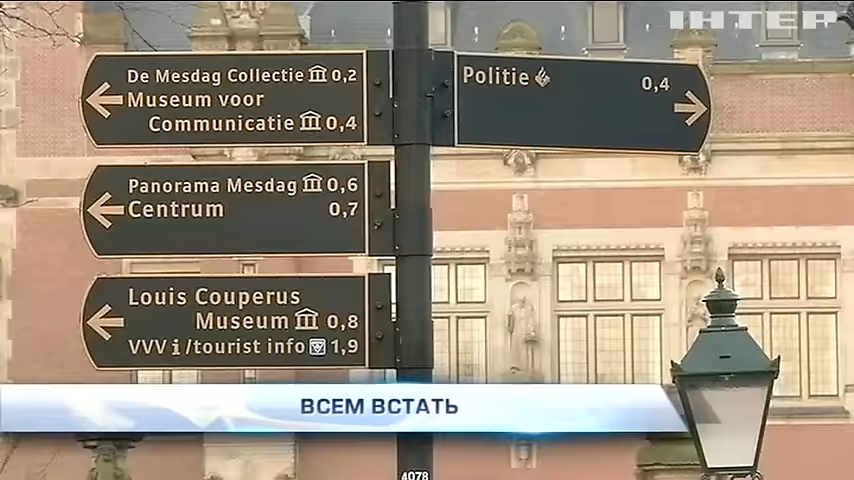 ІНТЕР
De Mesdag Collectie 0,2
Museum voor
Communicatie 0,4
Politie 0,4
Panorama Mesdag 0,6
Centrum 0,7
Louis Couperus
Museum 0,8
VVV i/tourist info 1,9
ВСЕМ ВСТАТЬ
4078